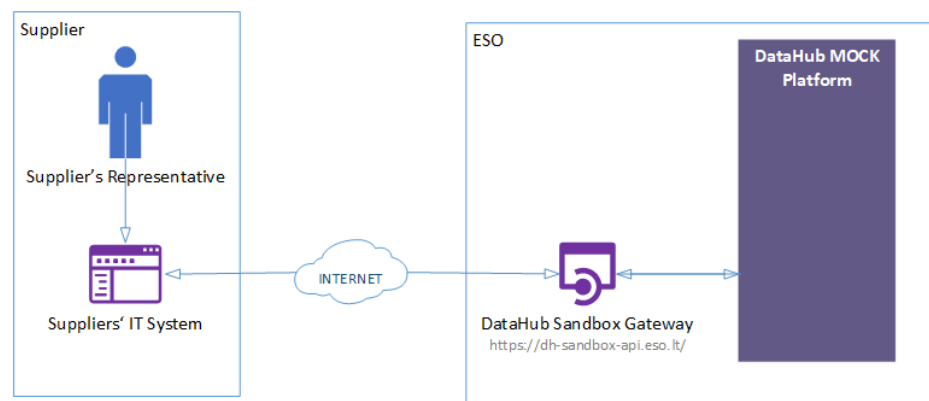 Supplier
Supplier's Representative
Suppliers‘ IT System
INTERNET
ESO
DataHub MOCK
Platform
DataHub Sandbox Gateway
https://dh-sandbox-api.eso.lt/